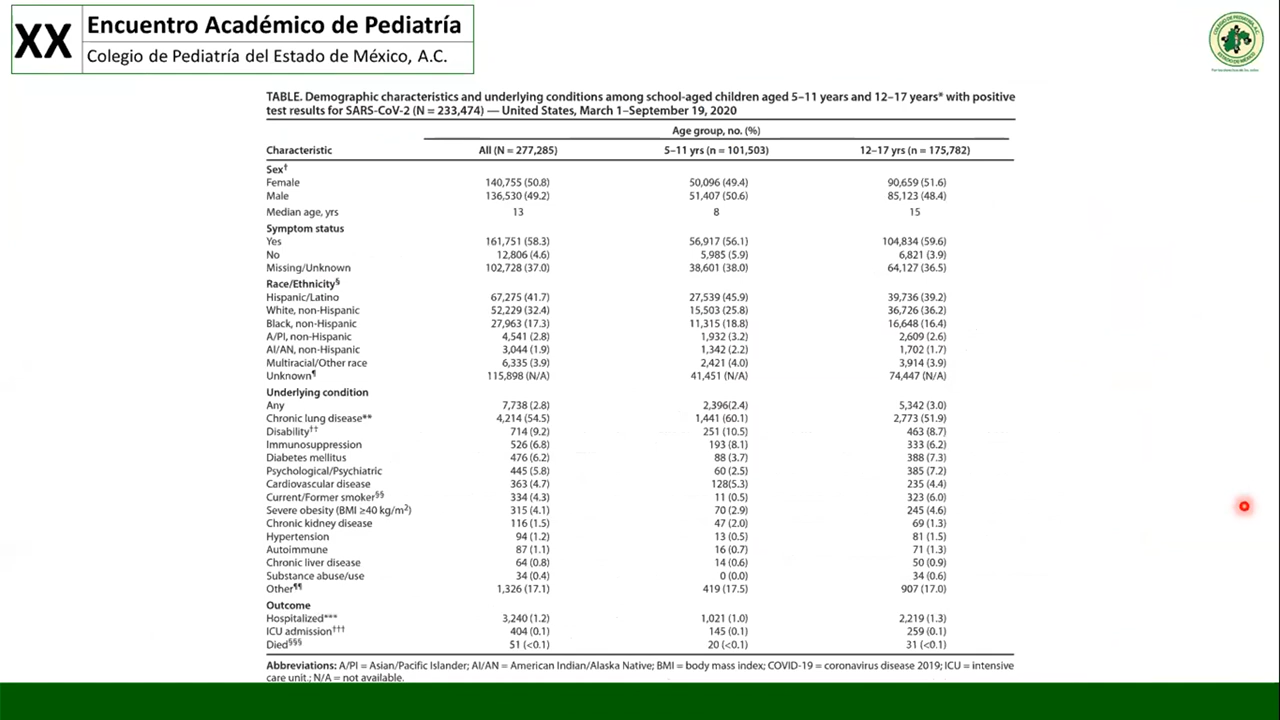 XX
Encuentro Académico de Pediatría
Colegio de Pediatría del Estado de México, A.C.
TABLE. Demographic characteristics and underlying conditions among school-aged children aged 5–11 years and 12–17 years* with positive
test results for SARS-CoV-2 (N = 233,474) — United States, March 1–September 19, 2020
Age group, no. (%)
Characteristic All (N = 277,285) 5–11 yrs (n = 101,503) 12–17 yrs (n = 175,782)
Sex†
Female 140,755 (50.8) 50,096 (49.4) 90,659 (51.6)
Male 136,530 (49.2) 51,407 (50.6) 85,123 (48.4)
Median age, yrs 13 8 15
Symptom status
Yes 161,751 (58.3) 56,917 (56.1) 104,834 (59.6)
No 12,806 (4.6) 5,985 (5.9) 6,821 (3.9)
Missing/Unknown 102,728 (37.0) 38,601 (38.0) 64,127 (36.5)
Race/Ethnicity§
Hispanic/Latino 67,275 (41.7) 27,539 (45.9) 39,736 (39.2)
White, non-Hispanic 52,229 (32.4) 15,503 (25.8) 36,726 (36.2)
Black, non-Hispanic 27,963 (17.3) 11,315 (18.8) 16,648 (16.4)
A/PI, non-Hispanic 4,541 (2.8) 1,932 (3.2) 2,609 (2.6)
AI/AN, non-Hispanic 3,044 (1.9) 1,342 (2.2) 1,702 (1.7)
Multiracial/Other race 6,335 (3.9) 2,421 (4.0) 3,914 (3.9)
Unknown¶ 115,898 (N/A) 41,451 (N/A) 74,447 (N/A)
Underlying condition
Any 7,738 (2.8) 2,396(2.4) 5,342 (3.0)
Chronic lung disease** 4,214 (54.5) 1,441 (60.1) 2,773 (51.9)
Disability†† 714 (9.2) 251 (10.5) 463 (8.7)
Immunosuppression 526 (6.8) 193 (8.1) 333 (6.2)
Diabetes mellitus 476 (6.2) 88 (3.7) 388 (7.3)
Psychological/Psychiatric 445 (5.8) 60 (2.5) 385 (7.2)
Cardiovascular disease 363 (4.7) 128(5.3) 235 (4.4)
Current/Former smoker§§ 334 (4.3) 11 (0.5) 323 (6.0)
Severe obesity (BMI ≥40 kg/m²) 315 (4.1) 70 (2.9) 245 (4.6)
Chronic kidney disease 116 (1.5) 47 (2.0) 69 (1.3)
Hypertension 94 (1.2) 13 (0.5) 81 (1.5)
Autoimmune 87 (1.1) 16 (0.7) 71 (1.3)
Chronic liver disease 64 (0.8) 14 (0.6) 50 (0.9)
Substance abuse/use 34 (0.4) 0 (0.0) 34 (0.6)
Other¶¶ 1,326 (17.1) 419 (17.5) 907 (17.0)
Outcome
Hospitalized*** 3,240 (1.2) 1,021 (1.0) 2,219 (1.3)
ICU admission††† 404 (0.1) 145 (0.1) 259 (0.1)
Died§§§ 51 (<0.1) 20 (<0.1) 31 (<0.1)
Abbreviations: A/PI = Asian/Pacific Islander; AI/AN = American Indian/Alaska Native; BMI = body mass index; COVID-19 = coronavirus disease 2019; ICU = intensive
care unit.; N/A = not available.